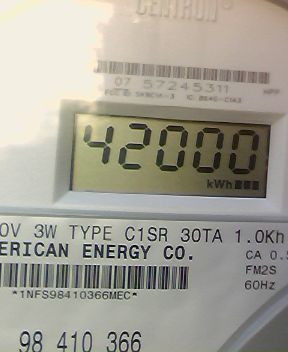 CENTRON®
07 57245311
42000
kWh
0V 3W TYPE C1SR 30TA 1.0Kh
ERICAN ENERGY CO.
CA 0.5
FM2S
*1NFS98410366MEC*
60Hz
98 410 366